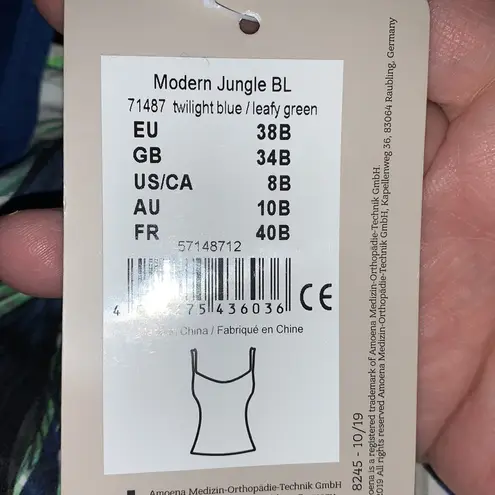 Modern Jungle BL
71487 twilight blue / leafy green
EU 38B
GB 34B
US/CA 8B
AU 10B
FR 40B
57148712
436036
CE
China / Fabriqué en Chine
Amoena Medizin-Orthopädie-Technik GmbH
8245 - 10/19
is a registered trademark of Amoena Medizin-Orthopädie-Technik GmbH.
2019 All rights reserved Amoena Medizin-Orthopädie-Technik GmbH, Kapellenweg 36, 83064 Raubling, Germany